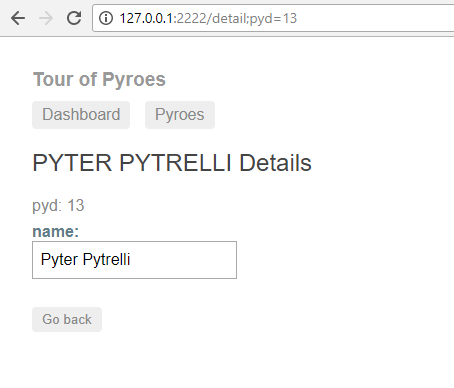 127.0.0.1:2222/detail;pyd=13
Tour of Pyroes
Dashboard Pyroes
PYTER PYTRELLI Details
pyd: 13
name:
Pyter Pytrelli
Go back